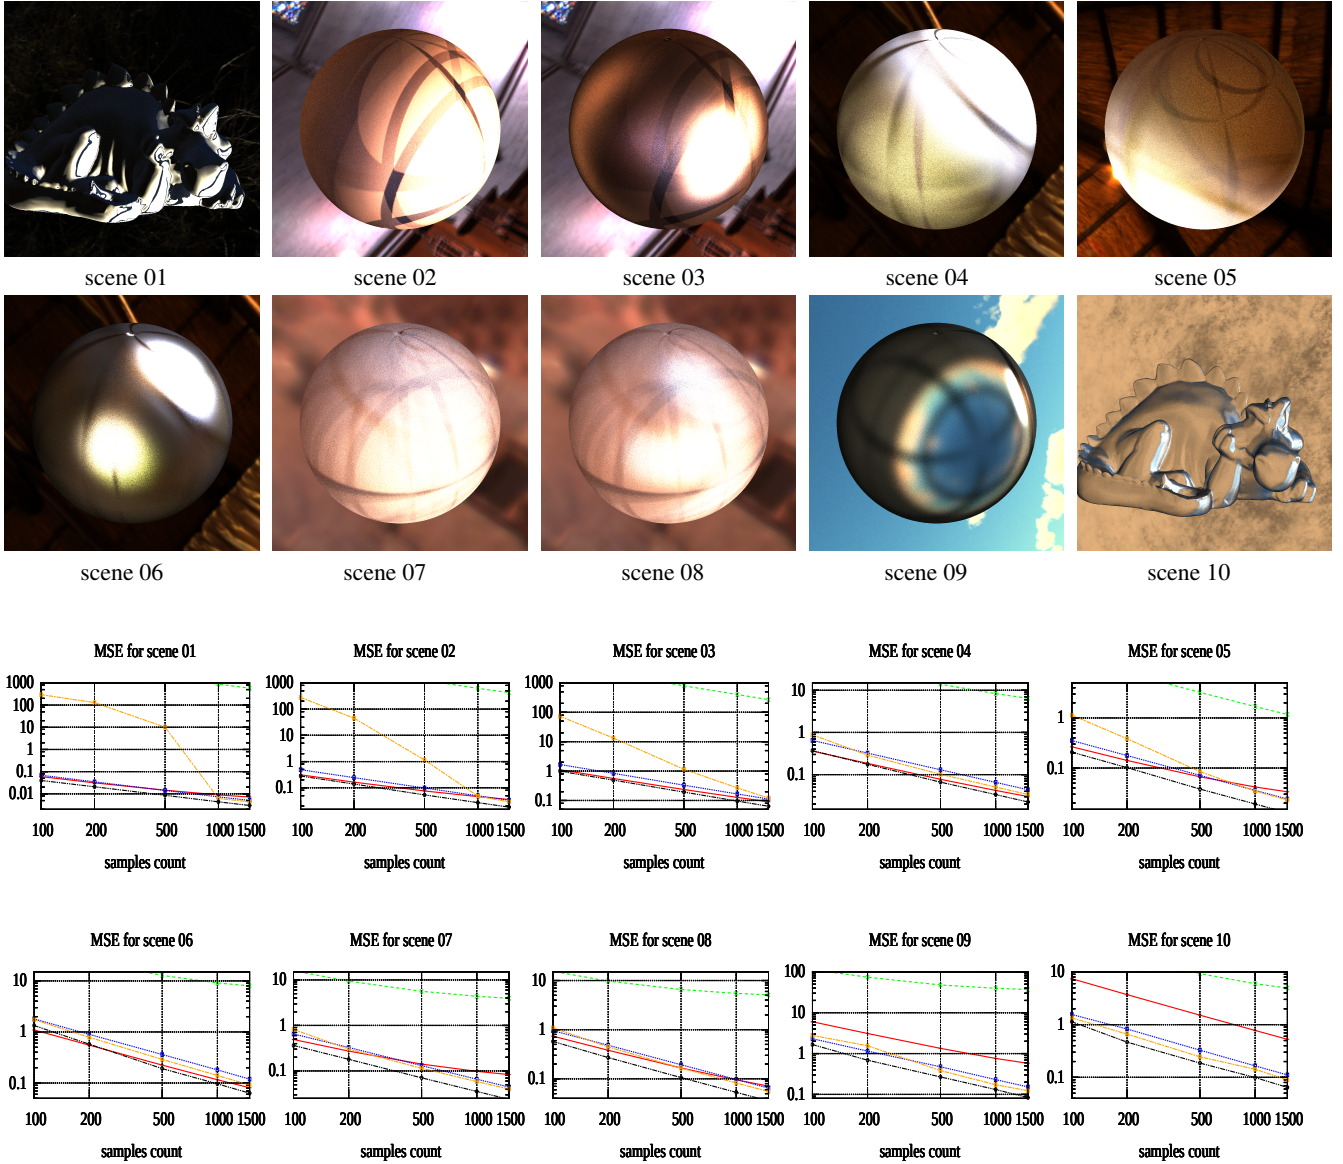 scene 01
scene 02
scene 03
scene 04
scene 05
scene 06
scene 07
scene 08
scene 09
scene 10
MSE for scene 01
1000
100
10
1
0.1
0.01
100 200 500 1000 1500
samples count
MSE for scene 02
1000
100
10
1
0.1
100 200 500 1000 1500
samples count
MSE for scene 03
1000
100
10
1
0.1
100 200 500 1000 1500
samples count
MSE for scene 04
10
1
0.1
100 200 500 1000 1500
samples count
MSE for scene 05
1
0.1
100 200 500 1000 1500
samples count
MSE for scene 06
10
1
0.1
100 200 500 1000 1500
samples count
MSE for scene 07
10
1
0.1
100 200 500 1000 1500
samples count
MSE for scene 08
10
1
0.1
100 200 500 1000 1500
samples count
MSE for scene 09
100
10
1
0.1
100 200 500 1000 1500
samples count
MSE for scene 10
10
1
0.1
100 200 500 1000 1500
samples count